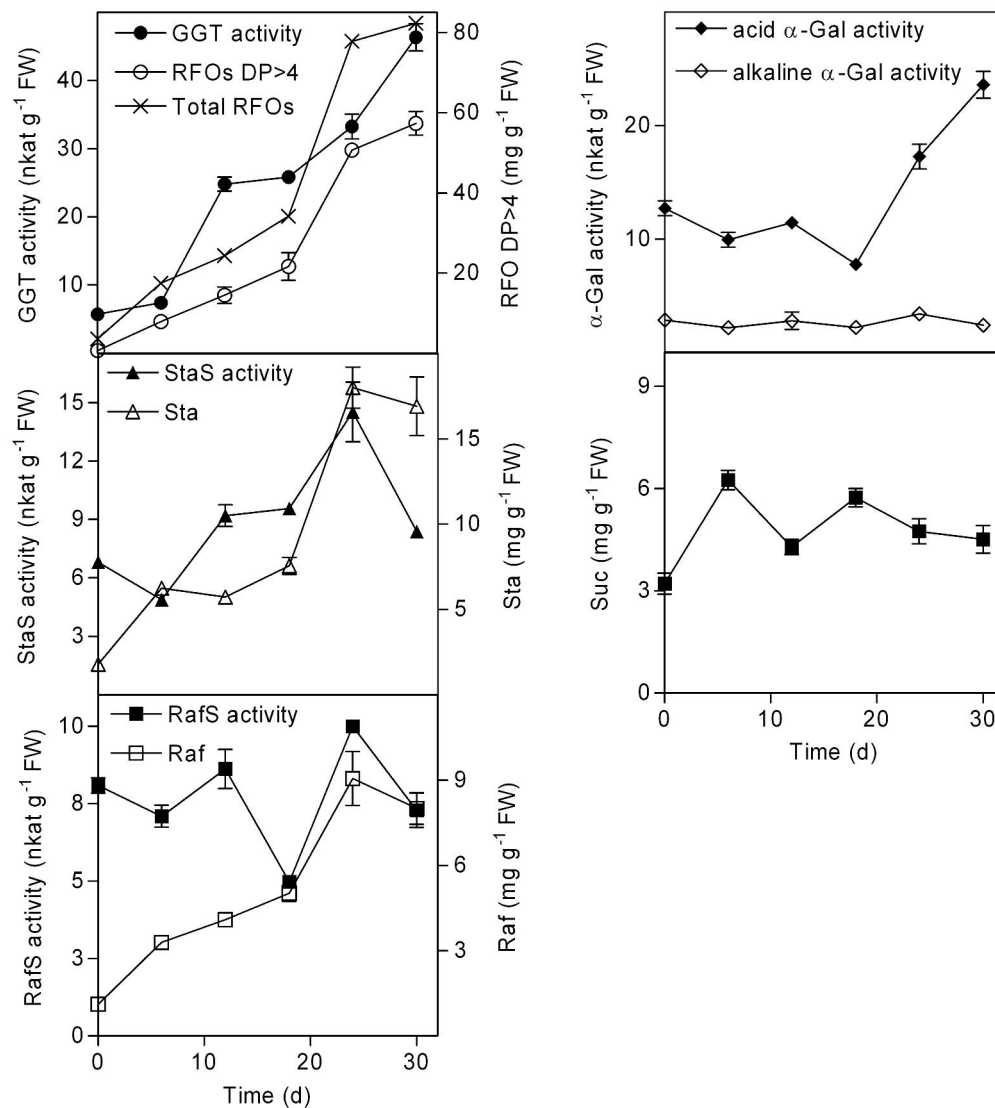 GGT activity
RFOs DP>4
Total RFOs
GGT activity (nkat g-1 FW)
40
30
20
10
80
60
40
20
RFO DP>4 (mg g-1 FW)
StaS activity
Sta
StaS activity (nkat g-1 FW)
15
12
9
6
3
15
10
5
Sta (mg g-1 FW)
RafS activity
Raf
RafS activity (nkat g-1 FW)
10
8
5
3
0
9
6
3
Raf (mg g-1 FW)
0 10 20 30
Time (d)
acid α-Gal activity
alkaline α-Gal activity
α-Gal activity (nkat g-1 FW)
20
10
Suc (mg g-1 FW)
9
6
3
0
0 10 20 30
Time (d)